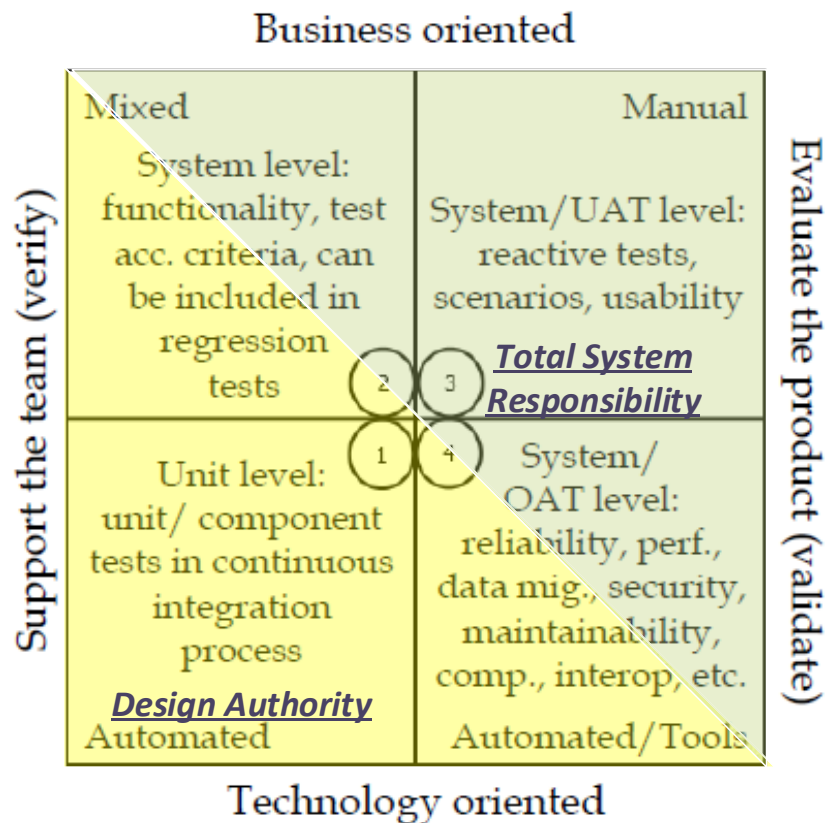 Business oriented
Mixed
System level:
functionality, test
acc. criteria, can
be included in
regression
tests
2
Manual
System/UAT level:
reactive tests,
scenarios, usability
3
Total System
Responsibility
Support the team (verify)
Evaluate the product (validate)
1
Unit level:
unit/ component
tests in continuous
integration
process
Design Authority
Automated
4
System/
OAT level:
reliability, perf.,
data mig., security,
maintainability,
comp., interop, etc.
Automated/Tools
Technology oriented